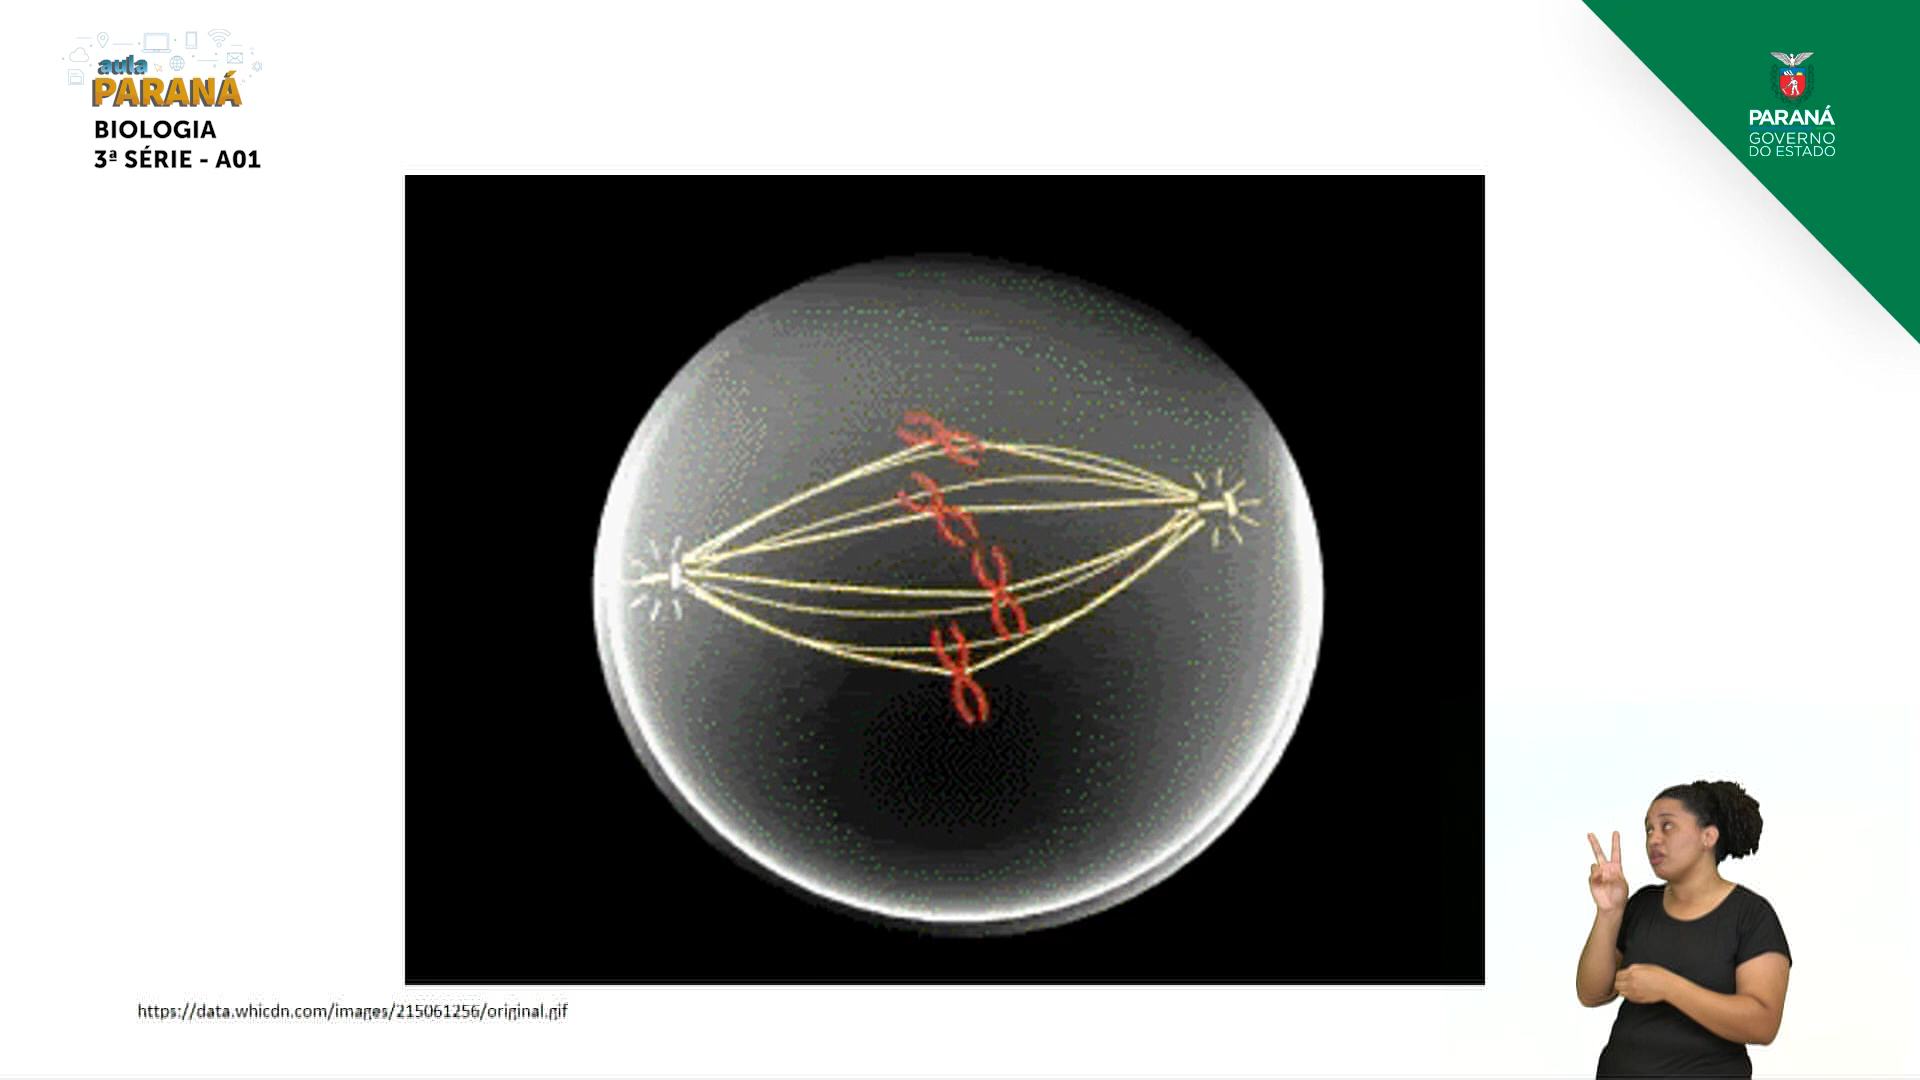 aula
PARANÁ
BIOLOGIA
3ª SÉRIE - A01
PARANÁ
GOVERNO
DO ESTADO
https://data.whicdn.com/images/215061256/original.gif